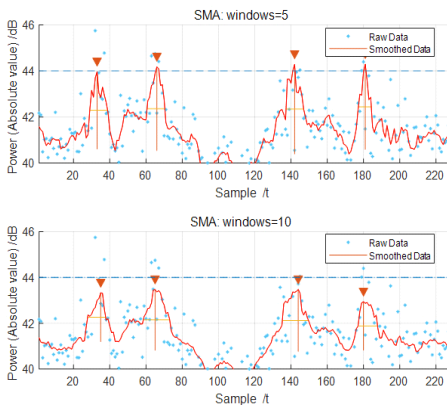 SMA: windows=5
Power (Absolute value) /dB
46
44
42
40
Raw Data
Smoothed Data
20 40 60 80 100 120 140 160 180 200 220
Sample /t
SMA: windows=10
Power (Absolute value) /dB
46
44
42
40
Raw Data
Smoothed Data
20 40 60 80 100 120 140 160 180 200 220
Sample /t